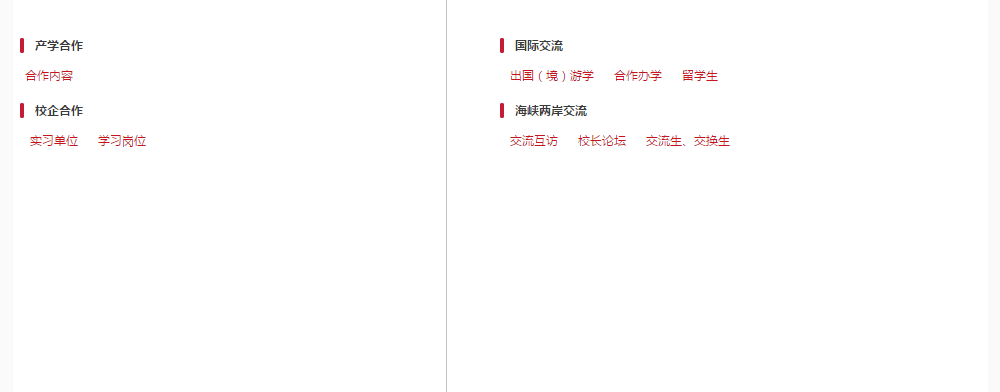 产学合作
合作内容
校企合作
实习单位 学习岗位
国际交流
出国（境）游学 合作办学 留学生
海峡两岸交流
交流互访 校长论坛 交流生、交换生